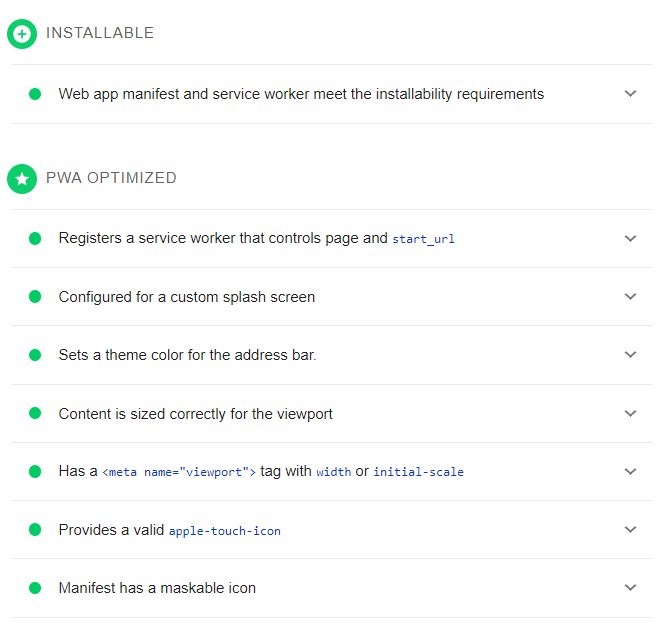 INSTALLABLE
Web app manifest and service worker meet the installability requirements
PWA OPTIMIZED
Registers a service worker that controls page and start_url
Configured for a custom splash screen
Sets a theme color for the address bar.
Content is sized correctly for the viewport
Has a <meta name="viewport"> tag with width or initial-scale
Provides a valid apple-touch-icon
Manifest has a maskable icon